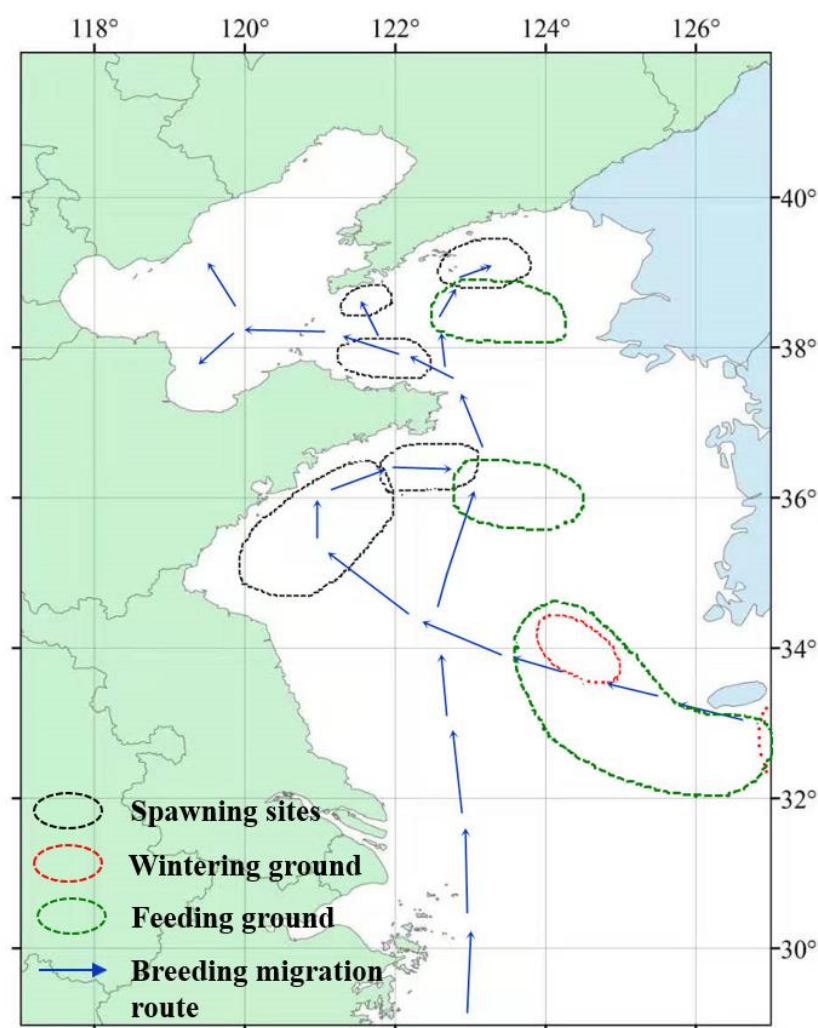 118° 120° 122° 124° 126°
40°
38°
36°
34°
32°
30°
Spawning sites
Wintering ground
Feeding ground
Breeding migration
route